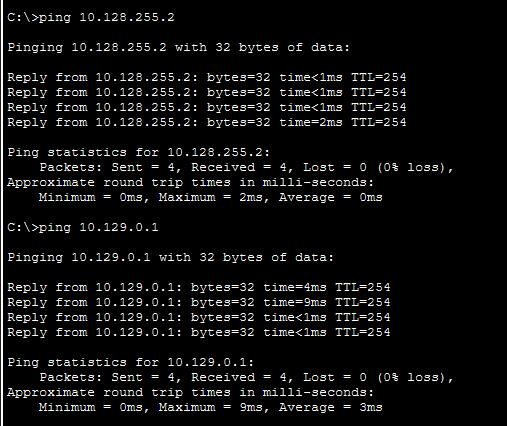 C:\>ping 10.128.255.2
Pinging 10.128.255.2 with 32 bytes of data:
Reply from 10.128.255.2: bytes=32 time<1ms TTL=254
Reply from 10.128.255.2: bytes=32 time<1ms TTL=254
Reply from 10.128.255.2: bytes=32 time<1ms TTL=254
Reply from 10.128.255.2: bytes=32 time=2ms TTL=254
Ping statistics for 10.128.255.2:
    Packets: Sent = 4, Received = 4, Lost = 0 (0% loss),
Approximate round trip times in milli-seconds:
    Minimum = 0ms, Maximum = 2ms, Average = 0ms
C:\>ping 10.129.0.1
Pinging 10.129.0.1 with 32 bytes of data:
Reply from 10.129.0.1: bytes=32 time=4ms TTL=254
Reply from 10.129.0.1: bytes=32 time=9ms TTL=254
Reply from 10.129.0.1: bytes=32 time<1ms TTL=254
Reply from 10.129.0.1: bytes=32 time<1ms TTL=254
Ping statistics for 10.129.0.1:
    Packets: Sent = 4, Received = 4, Lost = 0 (0% loss),
Approximate round trip times in milli-seconds:
    Minimum = 0ms, Maximum = 9ms, Average = 3ms